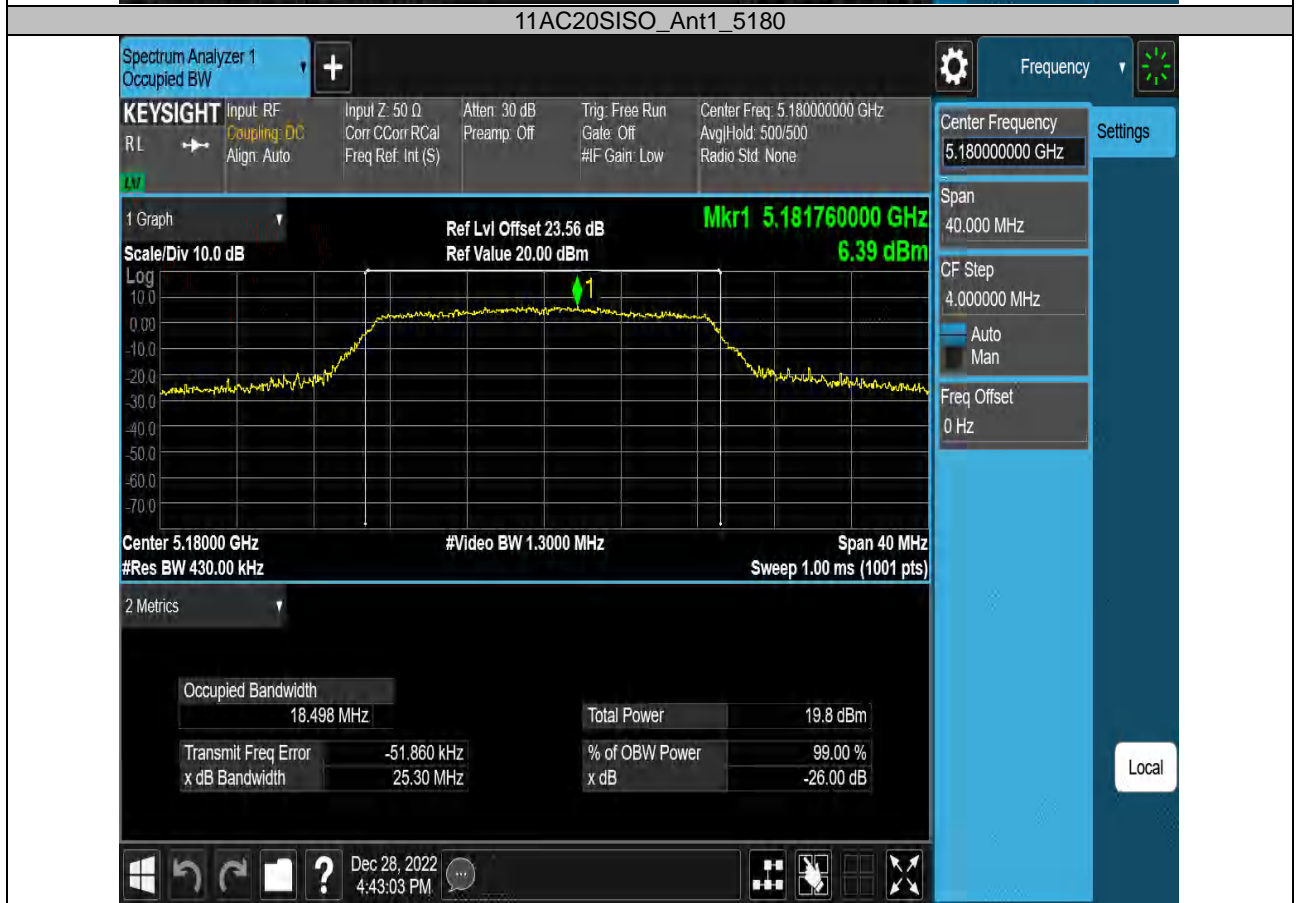 11AC20SISO_Ant1_5180
Spectrum Analyzer 1
Occupied BW
Frequency
KEYSIGHT
RL
Input: RF
Coupling: DC
Align: Auto
Input Z: 50 Ω
Corr CCorr RCal
Freq Ref: Int (S)
Atten: 30 dB
Preamp: Off
Trig: Free Run
Gate: Off
#IF Gain: Low
Center Freq: 5.180000000 GHz
Avg|Hold: 500/500
Radio Std: None
Center Frequency
5.180000000 GHz
Settings
Span
40.000 MHz
CF Step
4.000000 MHz
Auto
Man
Freq Offset
0 Hz
1 Graph
Scale/Div 10.0 dB
Ref Lvl Offset 23.56 dB
Ref Value 20.00 dBm
Mkr1 5.181760000 GHz
6.39 dBm
Log
10.0
0.00
-10.0
-20.0
-30.0
-40.0
-50.0
-60.0
-70.0
1
Center 5.18000 GHz
#Res BW 430.00 kHz
#Video BW 1.3000 MHz
Span 40 MHz
Sweep 1.00 ms (1001 pts)
2 Metrics
Occupied Bandwidth
18.498 MHz
Total Power 19.8 dBm
Transmit Freq Error -51.860 kHz
% of OBW Power 99.00 %
x dB Bandwidth 25.30 MHz
x dB -26.00 dB
Local
?
Dec 28, 2022
4:43:03 PM